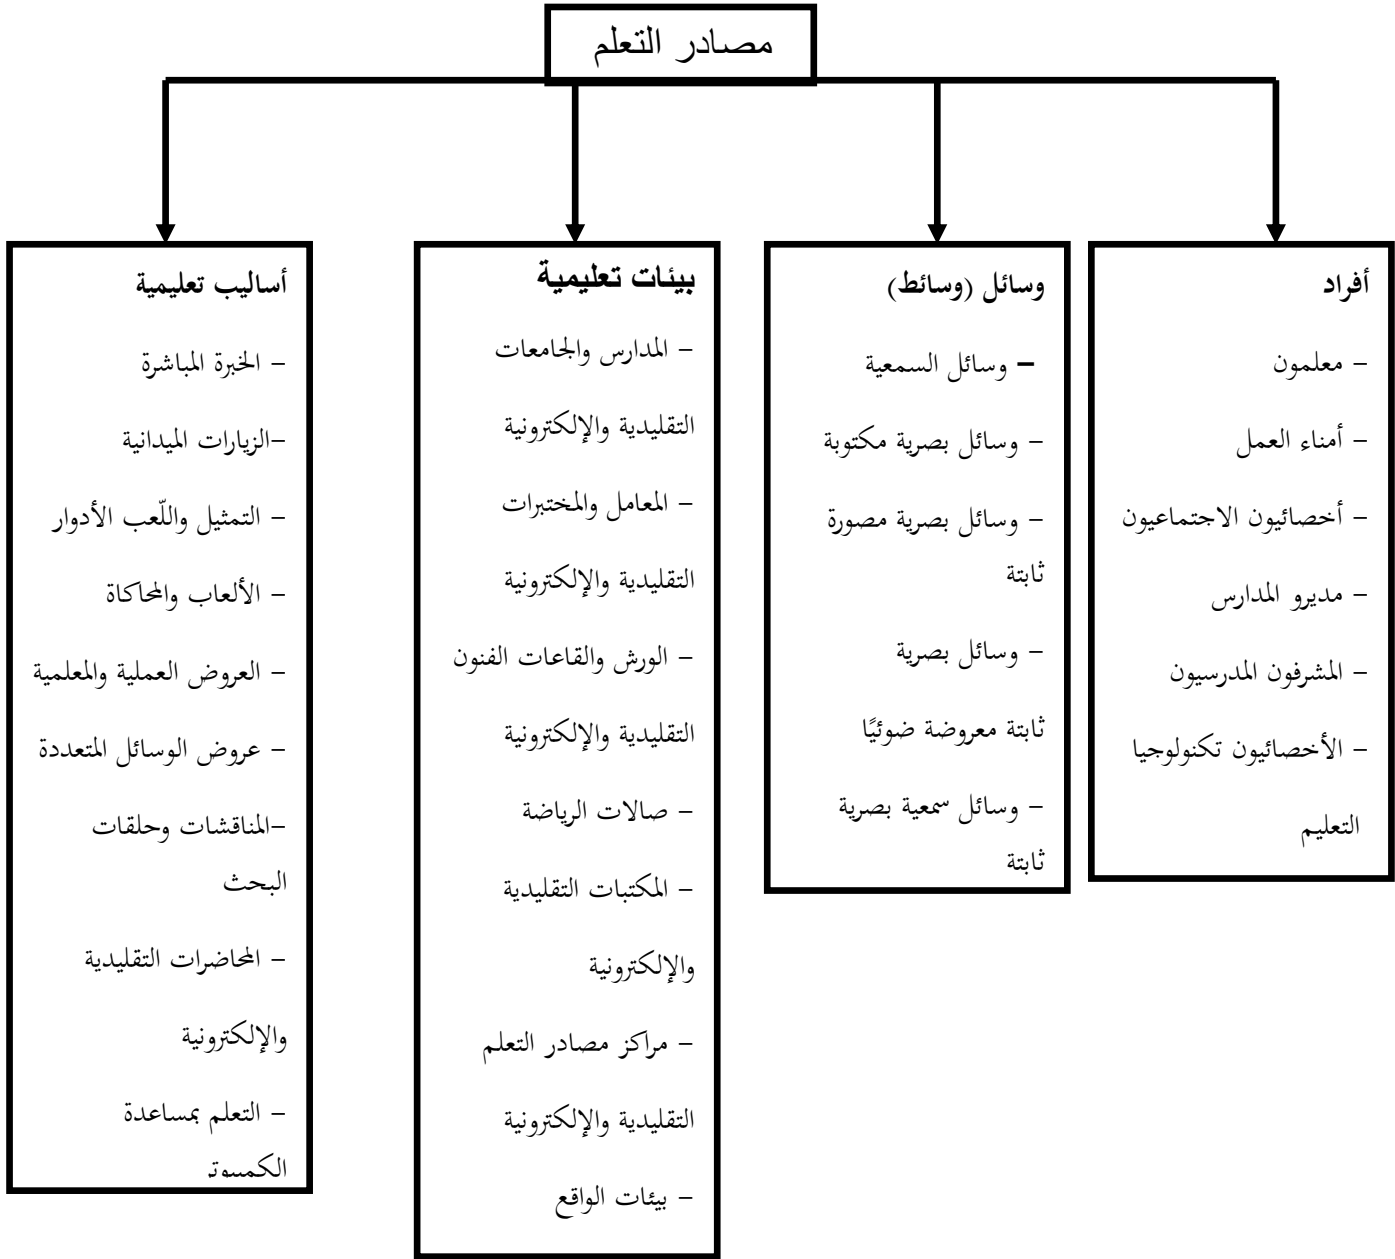 مصادر التعلم
أفراد
– معلمون
– أمناء العمل
– أخصائيون الاجتماعيون
– مديرو المدارس
– المشرفون المدرسيون
– الأخصائيون تكنولوجيا
التعليم
وسائل (وسائط)
– وسائل السمعية
– وسائل بصرية مكتوبة
– وسائل بصرية مصورة
ثابتة
– وسائل بصرية
ثابتة معروضة ضوئيًا
– وسائل سمعية بصرية
ثابتة
بيئات تعليمية
– المدارس والجامعات
التقليدية والإلكترونية
– المعامل والمختبرات
التقليدية والإلكترونية
– الورش والقاعات الفنون
التقليدية والإلكترونية
– صالات الرياضة
– المكتبات التقليدية
والإلكترونية
– مراكز مصادر التعلم
التقليدية والإلكترونية
– بيئات الواقع
أساليب تعليمية
– الخبرة المباشرة
–الزيارات الميدانية
– التمثيل واللّعب الأدوار
– الألعاب والمحاكاة
– العروض العملية والمعلمية
– عروض الوسائل المتعددة
–المناقشات وحلقات
البحث
– المحاضرات التقليدية
والإلكترونية
– التعلم بمساعدة
الكمبيوتر